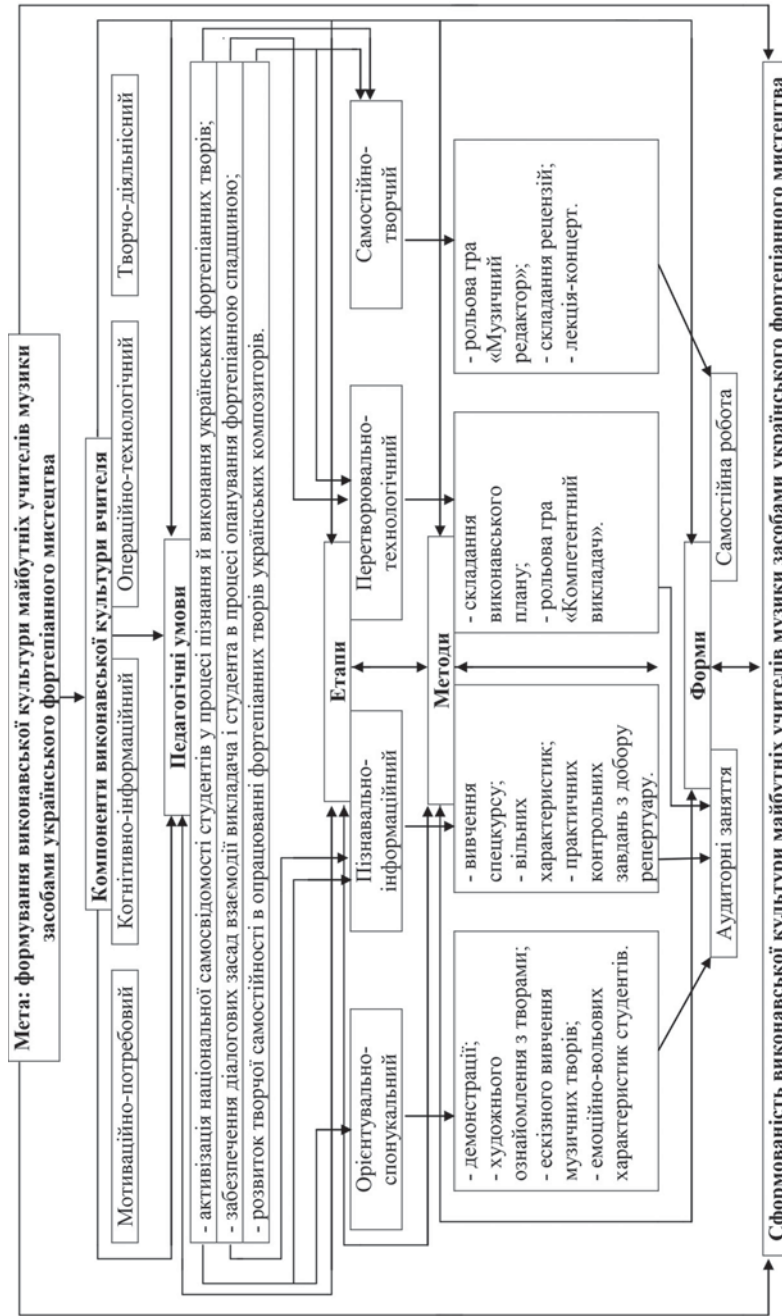 Мета: формування виконавської культури майбутніх учителів музики
засобами українського фортепіанного мистецтва
Компоненти виконавської культури вчителя
Мотиваційно-потребовий
Когнітивно-інформаційний
Операційно-технологічний
Творчо-діяльнісний
Педагогічні умови
- активізація національної самосвідомості студентів у процесі пізнання й виконання українських фортепіанних творів;
- забезпечення діалогових засад взаємодії викладача і студента в процесі опанування фортепіанною спадщиною;
- розвиток творчої самостійності в опрацюванні фортепіанних творів українських композиторів.
Етапи
Орієнтувально-
спонукальний
Пізнавально-
інформаційний
Перетворювально-
технологічний
Самостійно-
творчий
Методи
- демонстрації;
- художнього
ознайомлення з творами;
- ескізного вивчення
музичних творів;
- емоційно-вольових
характеристик студентів.
- вивчення
спецкурсу;
- вільних
характеристик;
- практичних
контрольних
завдань з добору
репертуару.
- складання
виконавського
плану;
- рольова гра
«Компетентний
викладач».
- рольова гра
«Музичний
редактор»;
- складання рецензій;
- лекція-концерт.
Форми
Аудиторні заняття
Самостійна робота
Сформованість виконавської культури майбутніх учителів музики засобами українського фортепіанного мистецтва